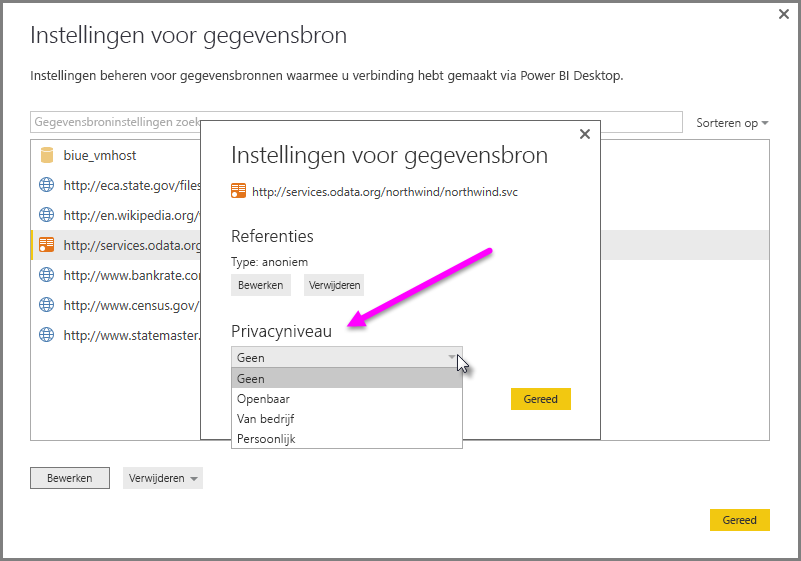 Instellingen voor gegevensbron
Instellingen beheren voor gegevensbronnen waarmee u verbinding hebt gemaakt via Power BI Desktop.
Gegevensbroninstellingen zoek
Sorteren op
biue_vmhost
http://eca.state.gov/files
http://en.wikipedia.org/
http://services.odata.org
http://www.bankrate.co
http://www.census.gov/
http://www.statemaster.
Instellingen voor gegevensbron
http://services.odata.org/northwind/northwind.svc
Referenties
Type: anoniem
Bewerken Verwijderen
Privacyniveau
Geen
Geen
Openbaar
Van bedrijf
Persoonlijk
Gereed
Bewerken Verwijderen
Gereed